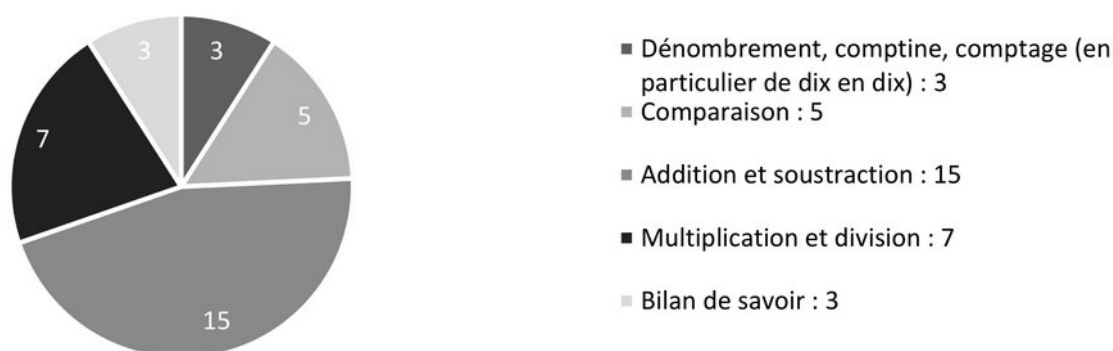 3
3
5
7
15
Dénombrement, comptine, comptage (en
particulier de dix en dix) : 3
Comparaison : 5
Addition et soustraction : 15
Multiplication et division : 7
Bilan de savoir : 3